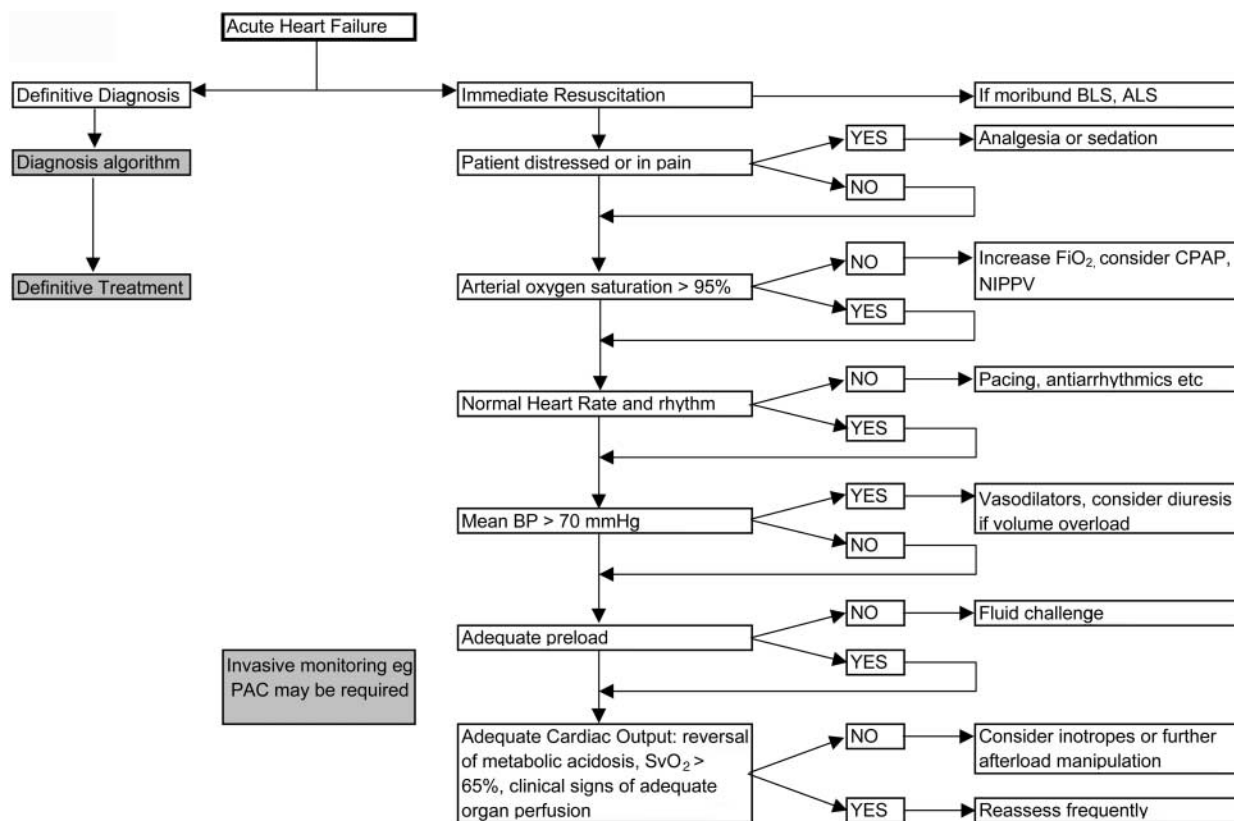 Acute Heart Failure
Definitive Diagnosis
Immediate Resuscitation
If moribund BLS, ALS
Diagnosis algorithm
Patient distressed or in pain
YES
Analgesia or sedation
NO
Definitive Treatment
Arterial oxygen saturation > 95%
NO
Increase FiO₂, consider CPAP,
NIPPV
YES
Normal Heart Rate and rhythm
NO
Pacing, antiarrhythmics etc
YES
Mean BP > 70 mmHg
YES
Vasodilators, consider diuresis
if volume overload
NO
Adequate preload
NO
Fluid challenge
YES
Invasive monitoring eg
PAC may be required
Adequate Cardiac Output: reversal
of metabolic acidosis, SvO₂ >
65%, clinical signs of adequate
organ perfusion
NO
Consider inotropes or further
afterload manipulation
YES
Reassess frequently